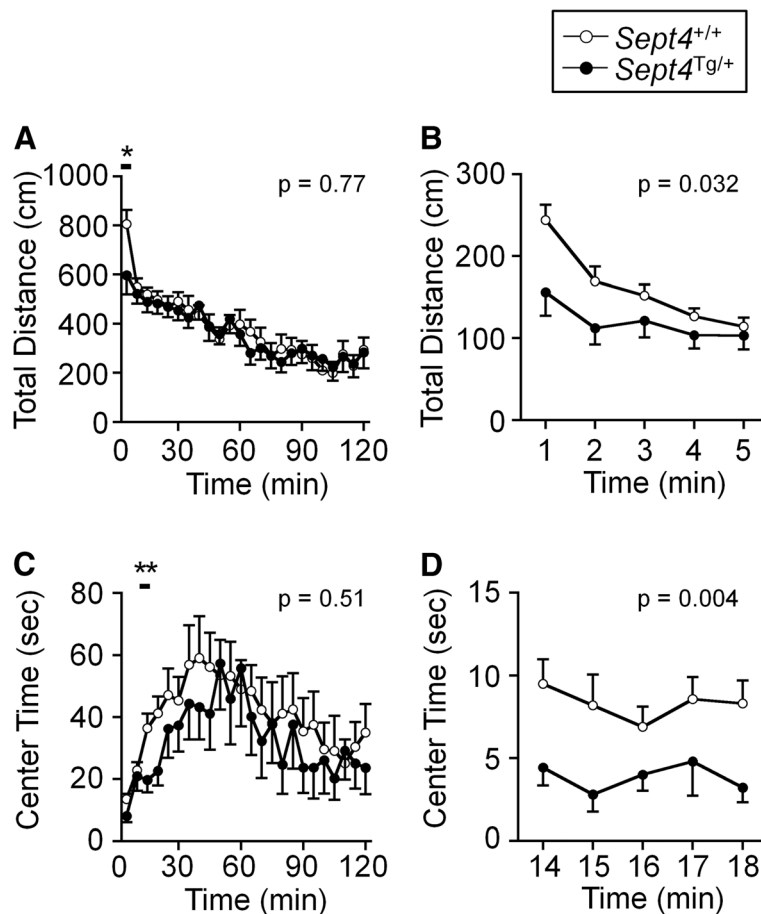 Sept4+/+
Sept4Tg/+
A
*
p = 0.77
Total Distance (cm)
1000
800
600
400
200
0
0 30 60 90 120
Time (min)
B
p = 0.032
Total Distance (cm)
300
200
100
0
1 2 3 4 5
Time (min)
C
**
p = 0.51
Center Time (sec)
80
60
40
20
0
0 30 60 90 120
Time (min)
D
p = 0.004
Center Time (sec)
15
10
5
0
14 15 16 17 18
Time (min)